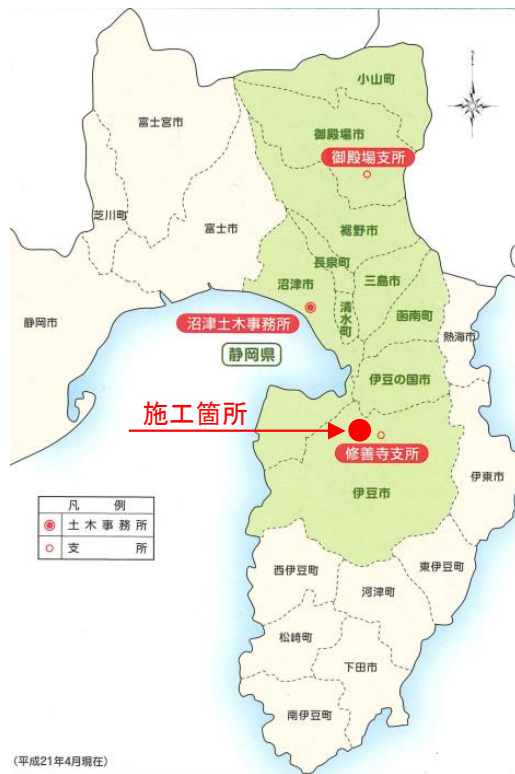 小山町
富士宮市
御殿場市
御殿場支所
芝川町
富士市
裾野市
長泉町
沼津市
三島市
清水町
函南町
静岡市
沼津土木事務所
熱海市
静岡県
伊豆の国市
施工箇所
修善寺支所
伊東市
伊豆市
凡例
土木事務所
支所
西伊豆町
東伊豆町
河津町
松崎町
下田市
南伊豆町
(平成21年4月現在)